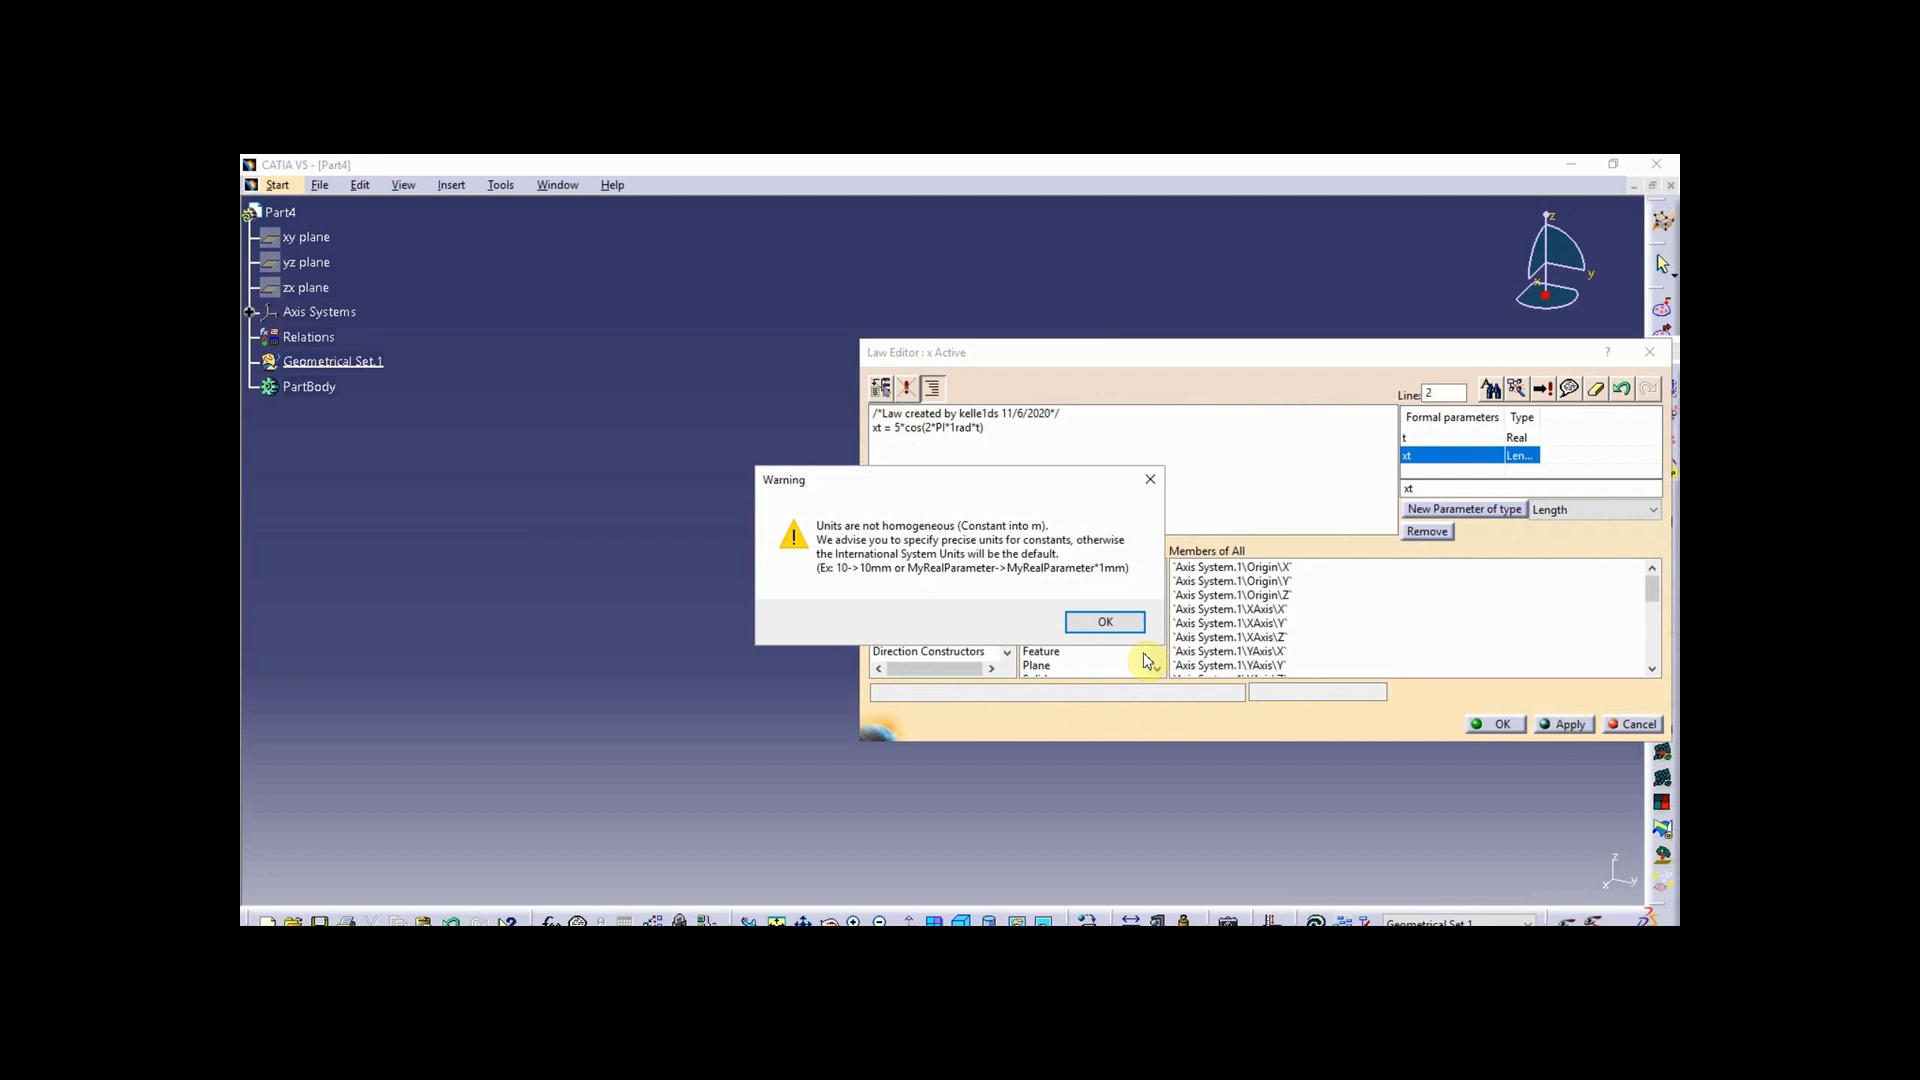 CATIA V5 - [Part4]
Start File Edit View Insert Tools Window Help
Part4
xy plane
yz plane
zx plane
Axis Systems
Relations
Geometrical Set.1
PartBody
z
y
x
Law Editor : x Active
?
Line: 2
/*Law created by kelle1ds 11/6/2020*/
xt = 5*cos(2*PI*1rad*t)
Formal parameters Type
t Real
xt Len...
xt
New Parameter of type Length
Remove
Warning
Units are not homogeneous (Constant into m).
We advise you to specify precise units for constants, otherwise
the International System Units will be the default.
(Ex: 10->10mm or MyRealParameter->MyRealParameter*1mm)
OK
Members of All
`Axis System.1\Origin\X`
`Axis System.1\Origin\Y`
`Axis System.1\Origin\Z`
`Axis System.1\XAxis\X`
`Axis System.1\XAxis\Y`
`Axis System.1\XAxis\Z`
`Axis System.1\YAxis\X`
`Axis System.1\YAxis\Y`
Direction Constructors
Feature
Plane
OK Apply Cancel
z
x y
Geometrical Set.1